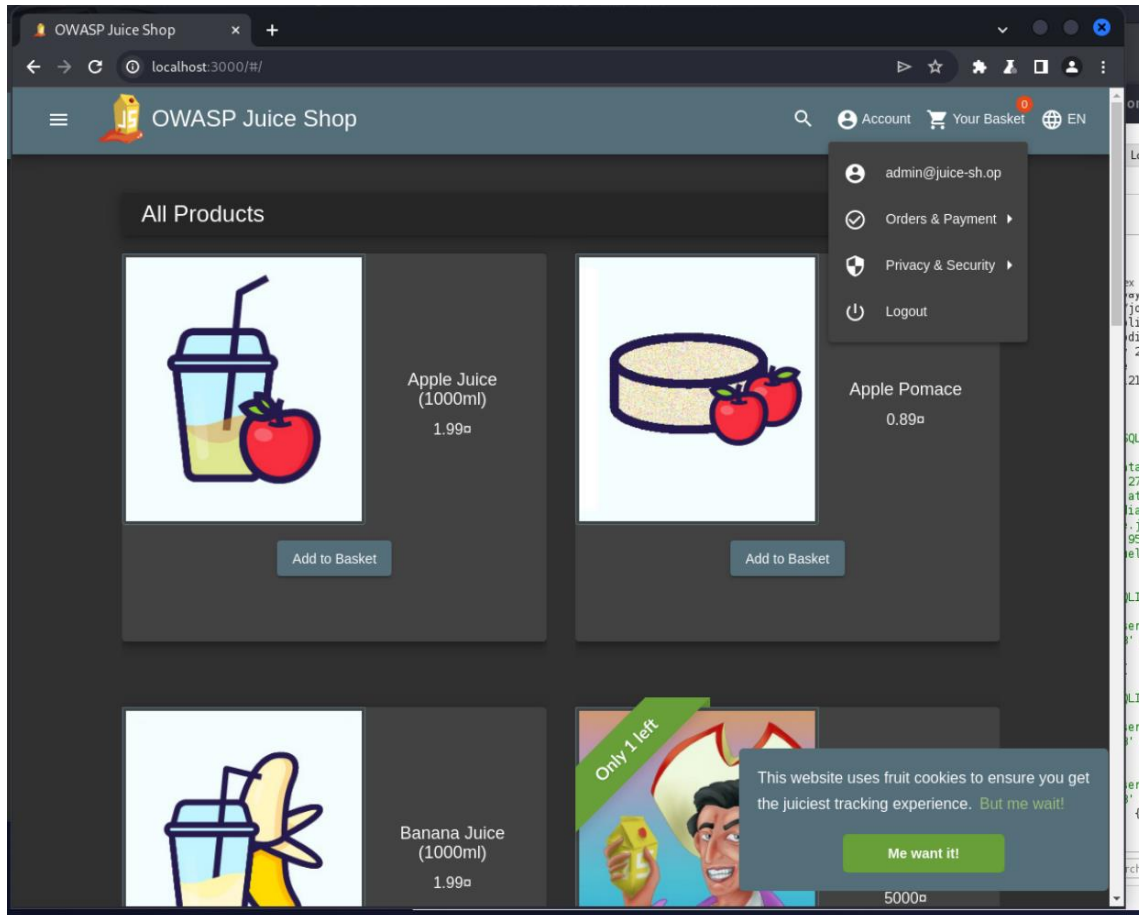 OWASP Juice Shop
localhost:3000/#/
OWASP Juice Shop
Account
0
Your Basket
EN
admin@juice-sh.op
Orders & Payment
Privacy & Security
Logout
All Products
Apple Juice
(1000ml)
1.99¤
Add to Basket
Apple Pomace
0.89¤
Add to Basket
Banana Juice
(1000ml)
1.99¤
Only 1 left
5000¤
This website uses fruit cookies to ensure you get
the juiciest tracking experience. But me wait!
Me want it!
JS